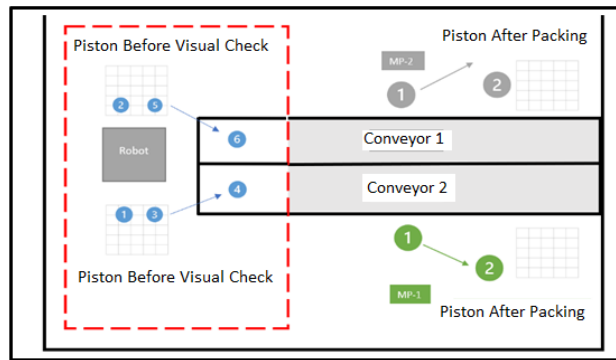 Piston Before Visual Check
Piston After Packing
MP-2
1
2
2
5
6
Conveyor 1
Robot
Conveyor 2
4
1
3
1
2
Piston Before Visual Check
MP-1
Piston After Packing